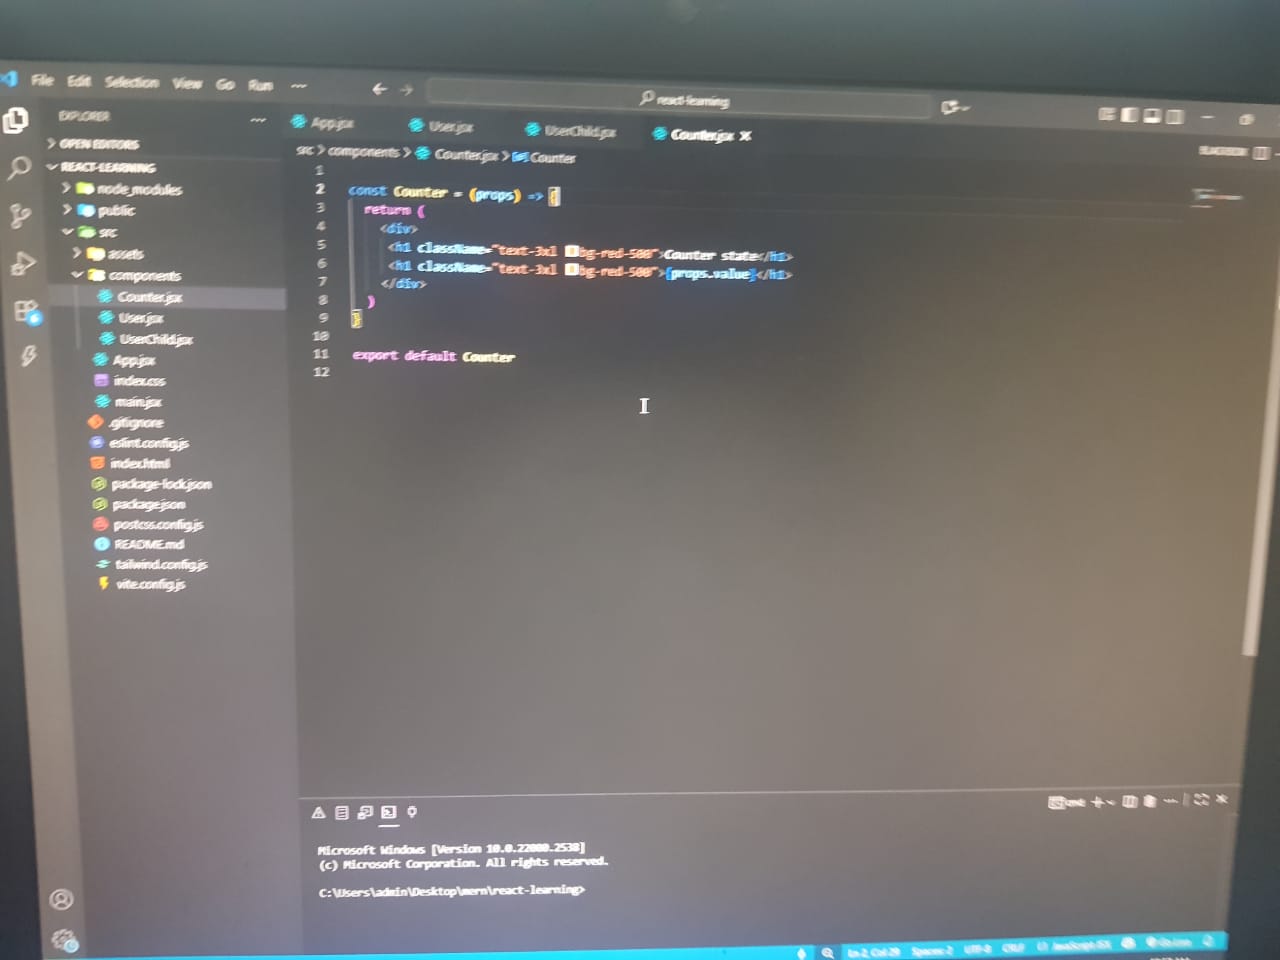 File Edit Selection View Go Run ...
react-learning
EXPLORER
OPEN EDITORS
REACT-LEARNING
node_modules
public
src
assets
components
Counter.jsx
User.jsx
UserChild.jsx
App.jsx
index.css
main.jsx
.gitignore
eslint.config.js
index.html
package-lock.json
package.json
postcss.config.js
README.md
tailwind.config.js
vite.config.js
App.jsx User.jsx UserChild.jsx Counter.jsx
src > components > Counter.jsx > Counter
1
2 const Counter = (props) => {
3 return (
4 <div>
5 <h1 className="text-3xl bg-red-500">Counter state</h1>
6 <h1 className="text-3xl bg-red-500">{props.value}</h1>
7 </div>
8 )
9 }
10
11 export default Counter
12
Microsoft Windows [Version 10.0.22000.2538]
(c) Microsoft Corporation. All rights reserved.
C:\Users\admin\Desktop\mern\react-learning>
Ln 2, Col 29 Spaces: 2 UTF-8 CRLF {} JavaScript JSX Go Live